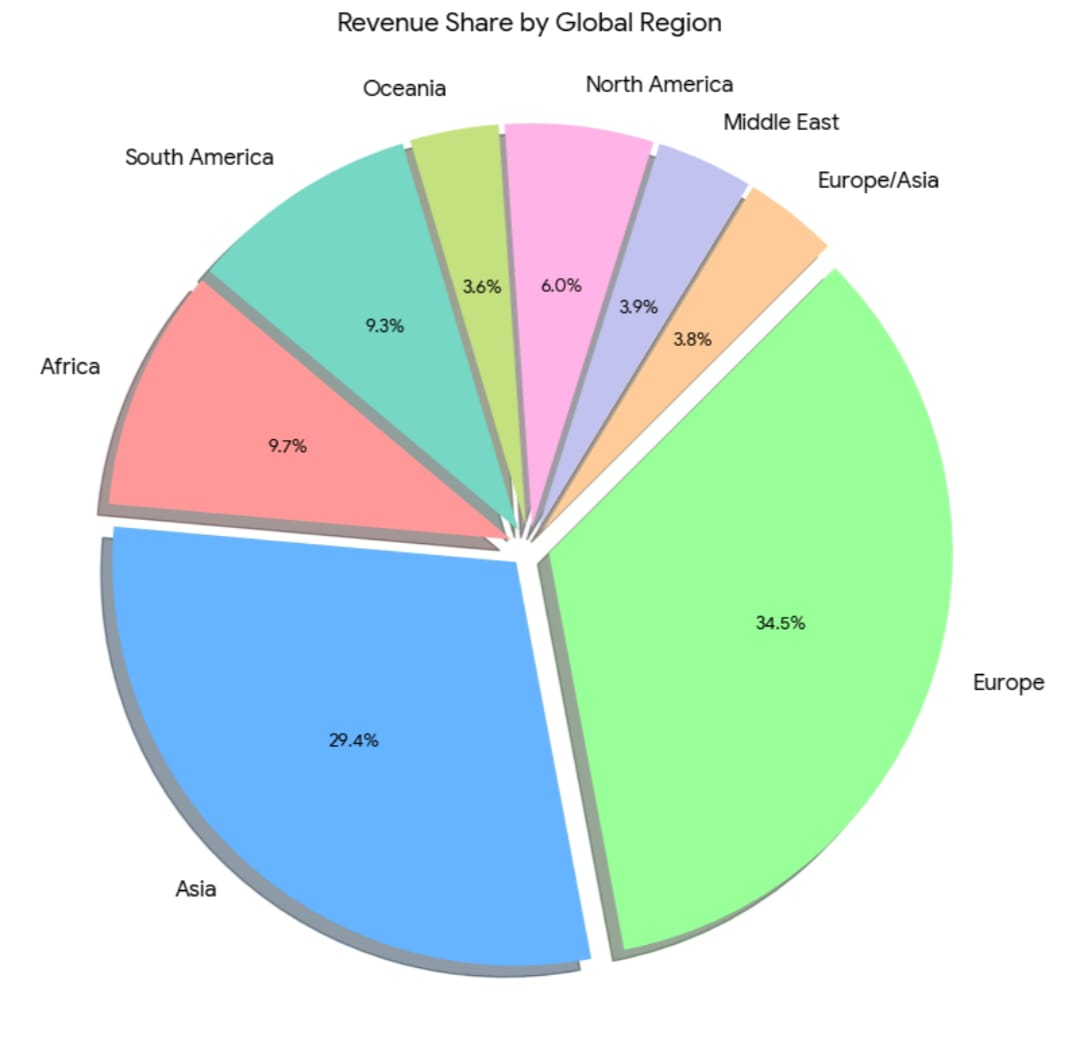 Revenue Share by Global Region
Oceania
North America
Middle East
South America
Europe/Asia
3.6%
6.0%
3.9%
9.3%
3.8%
Africa
9.7%
34.5%
Europe
29.4%
Asia